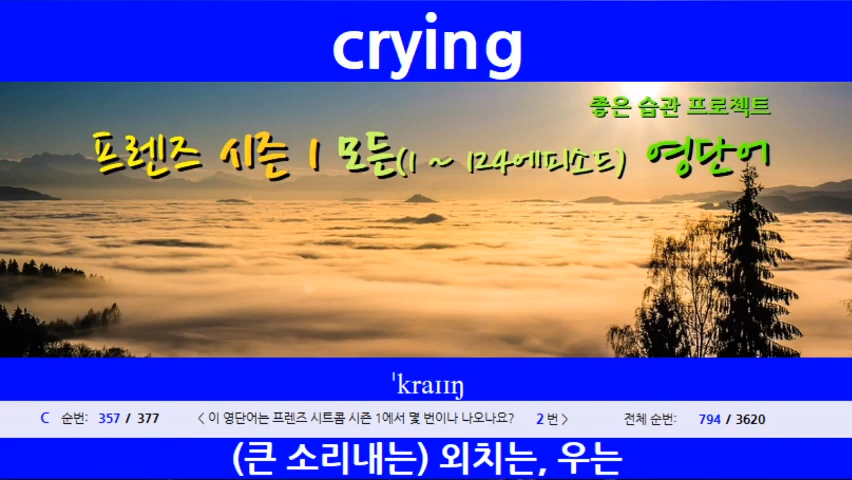 crying
좋은 습관 프로젝트
프렌즈 시즌 1 모든(1 ~ 124에피소드) 영단어
ˈkraɪɪŋ
C 순번: 357 / 377 < 이 영단어는 프렌즈 시트콤 시즌 1에서 몇 번이나 나오나요? 2 번 > 전체 순번: 794 / 3620
(큰 소리내는) 외치는, 우는